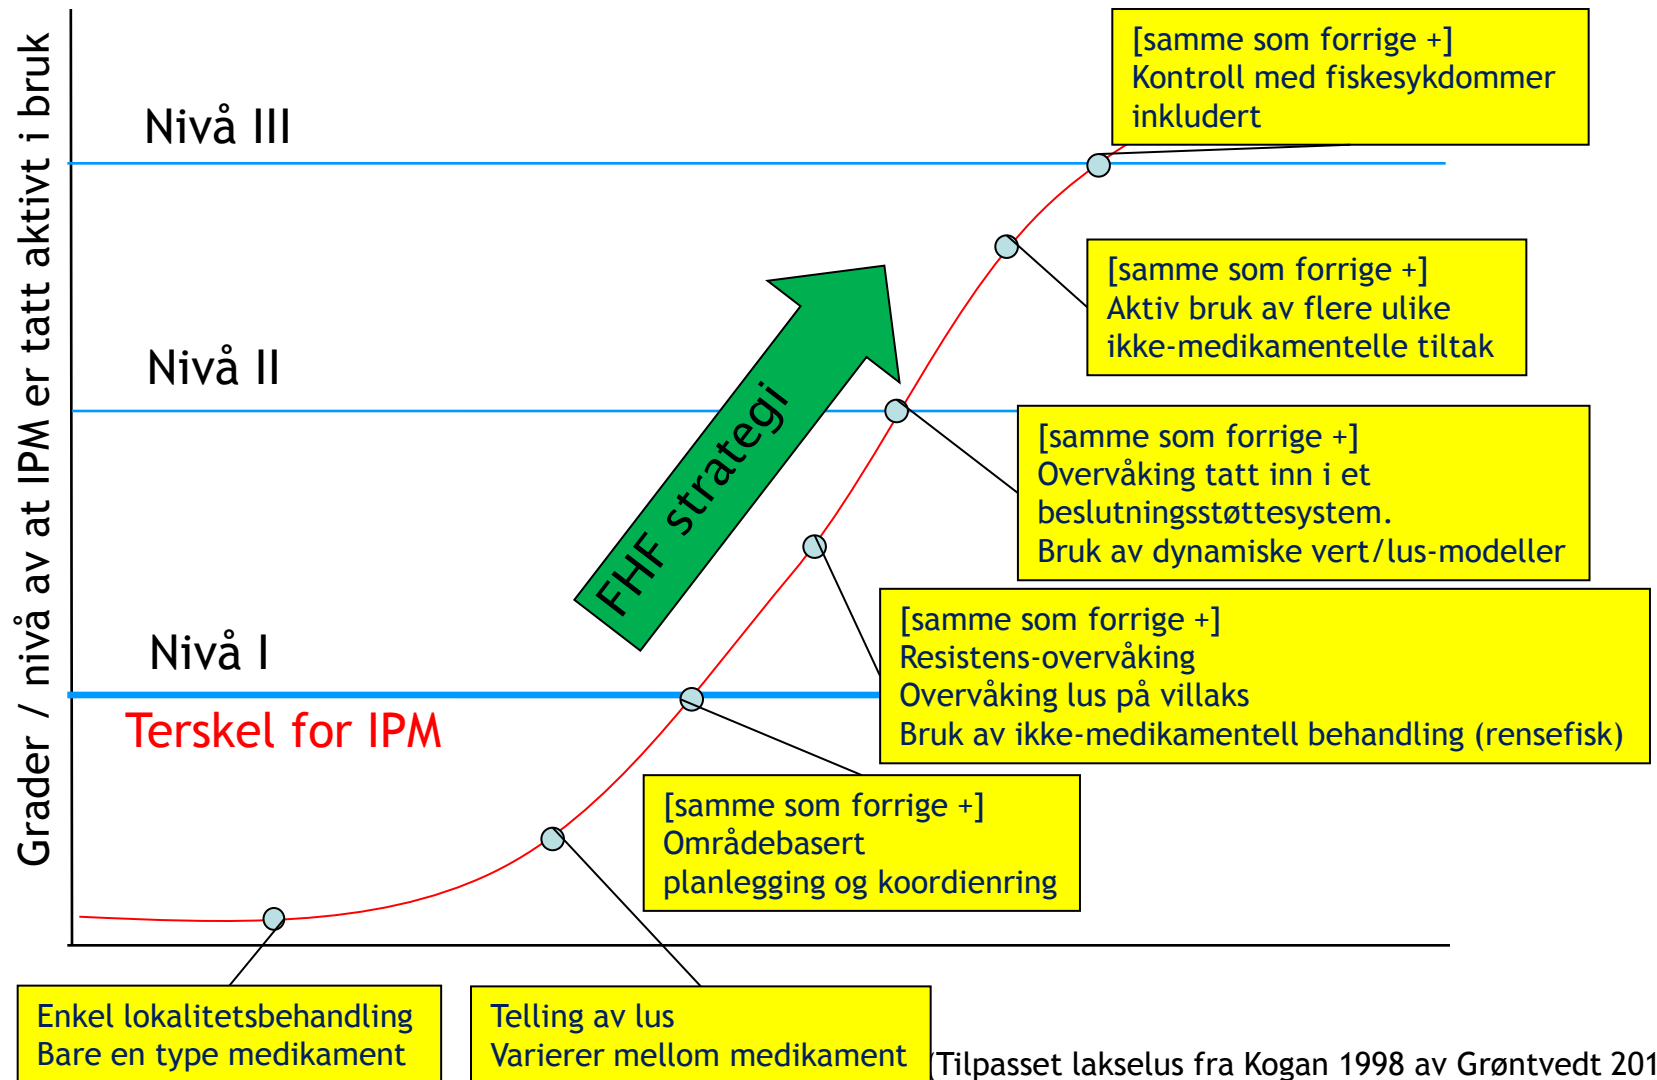 Grader / nivå av at IPM er tatt aktivt i bruk
Nivå III
[samme som forrige +]
Kontroll med fiskesykdommer
inkludert
[samme som forrige +]
Aktiv bruk av flere ulike
ikke-medikamentelle tiltak
Nivå II
FHF strategi
[samme som forrige +]
Overvåking tatt inn i et
beslutningsstøttesystem.
Bruk av dynamiske vert/lus-modeller
[samme som forrige +]
Resistens-overvåking
Overvåking lus på villaks
Bruk av ikke-medikamentell behandling (rensefisk)
Nivå I
Terskel for IPM
[samme som forrige +]
Områdebasert
planlegging og koordienring
Enkel lokalitetsbehandling
Bare en type medikament
Telling av lus
Varierer mellom medikament
(Tilpasset lakselus fra Kogan 1998 av Grøntvedt 201